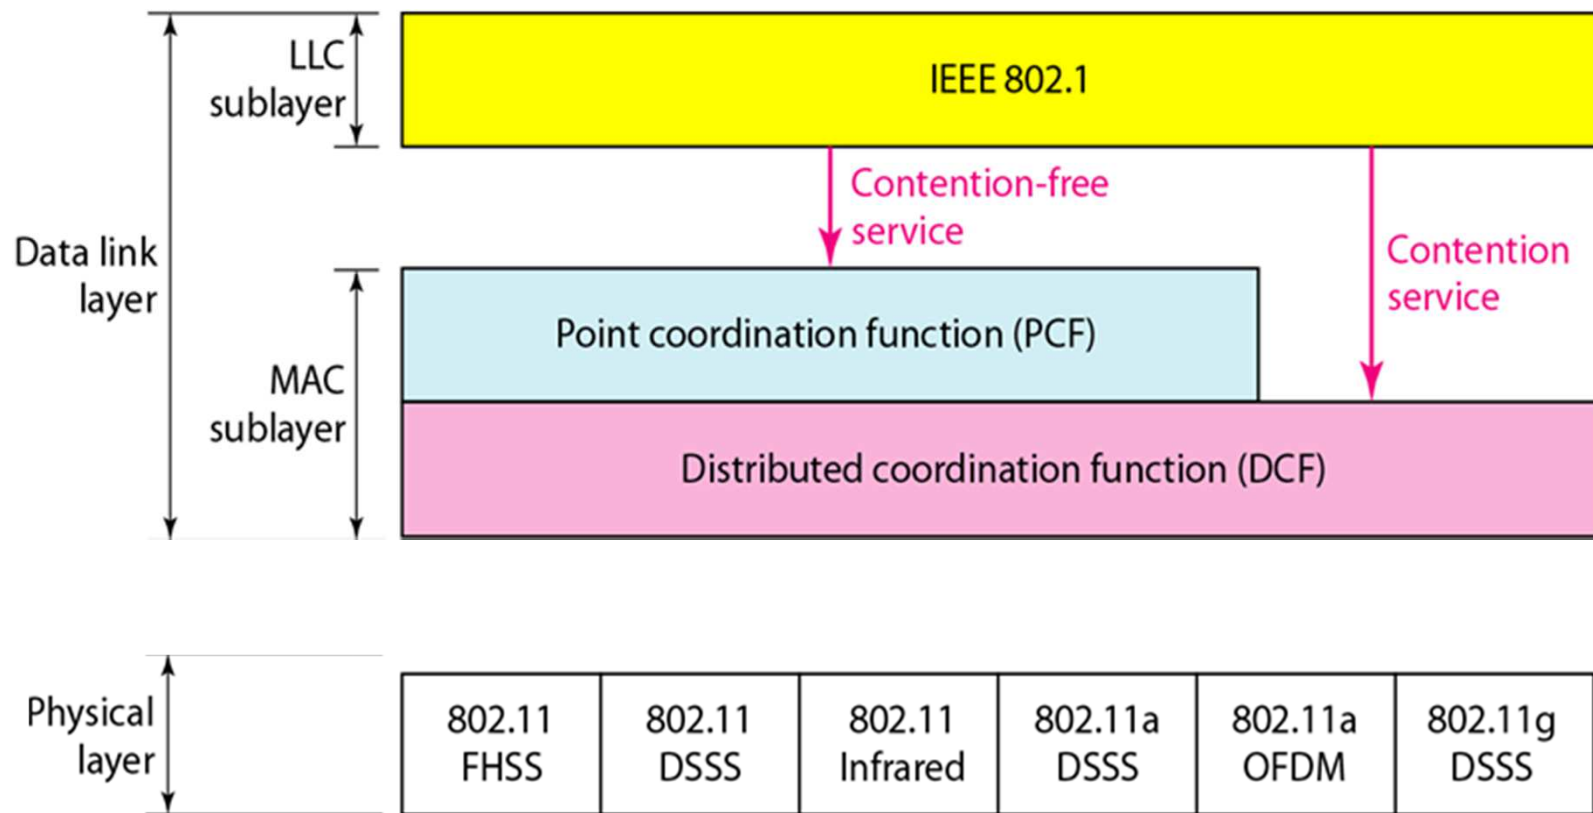 LLC
sublayer
IEEE 802.1
Contention-free
service
Contention
service
Data link
layer
Point coordination function (PCF)
MAC
sublayer
Distributed coordination function (DCF)
Physical
layer
802.11
FHSS
802.11
DSSS
802.11
Infrared
802.11a
DSSS
802.11a
OFDM
802.11g
DSSS